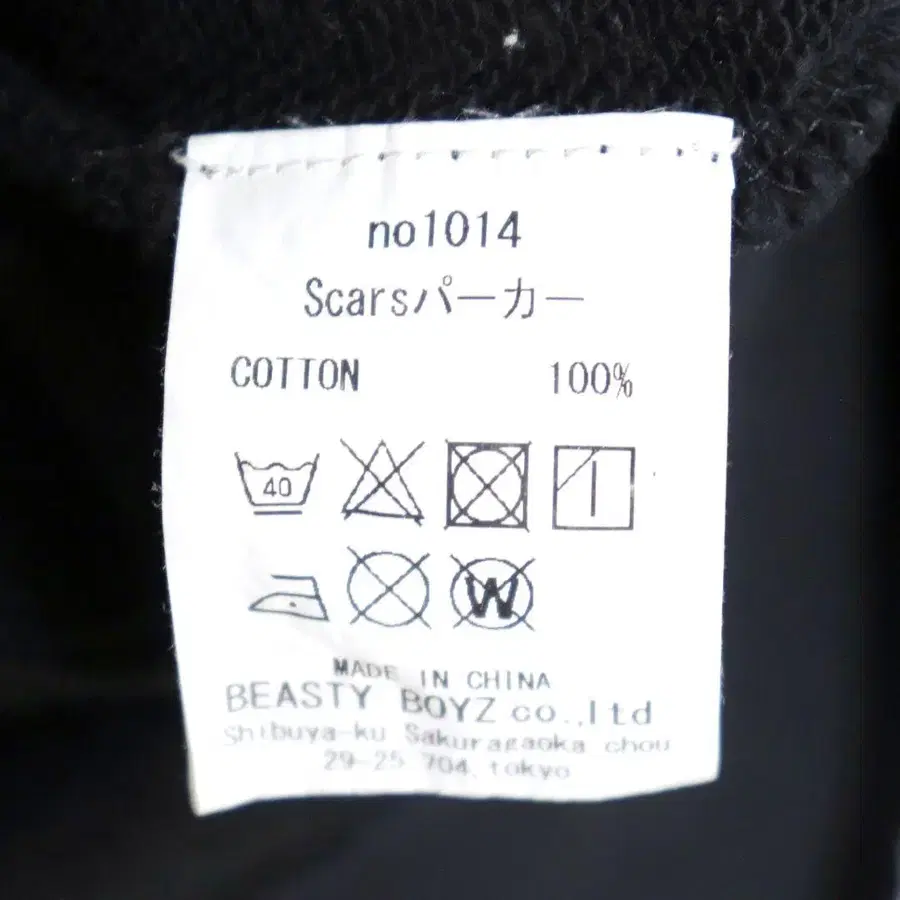 no1014
Scarsパーカー
COTTON 100%
40
W
MADE IN CHINA
BEASTY BOYZ co.,ltd
Shibuya-ku Sakuragaoka chou
29-25 704, tokyo